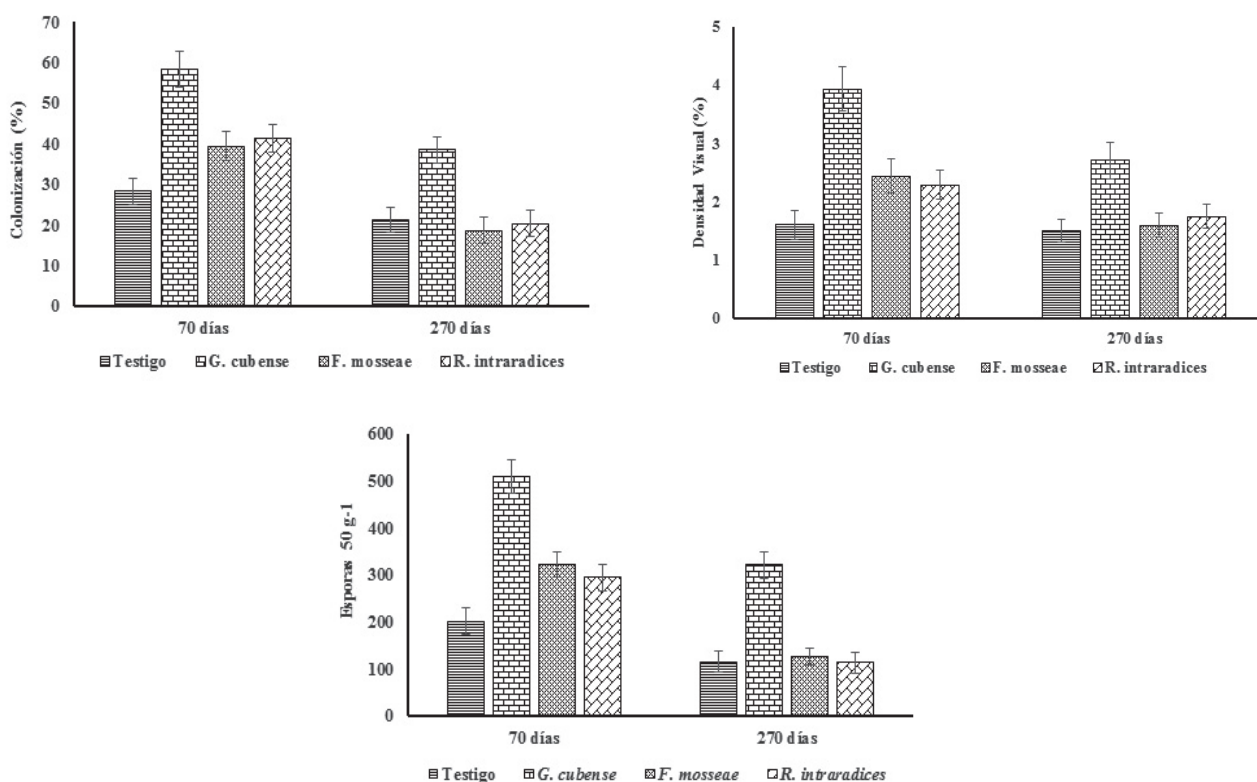 Colonización (%)
70
60
50
40
30
20
10
0
70 días
270 días
Testigo G. cubense F. mosseae R. intraradices
Densidad Visual (%)
5
4
3
2
1
0
70 días
270 días
Testigo G. cubense F. mosseae R. intraradices
Esporas 50 g-1
600
500
400
300
200
100
0
70 días
270 días
Testigo G. cubense F. mosseae R. intraradices